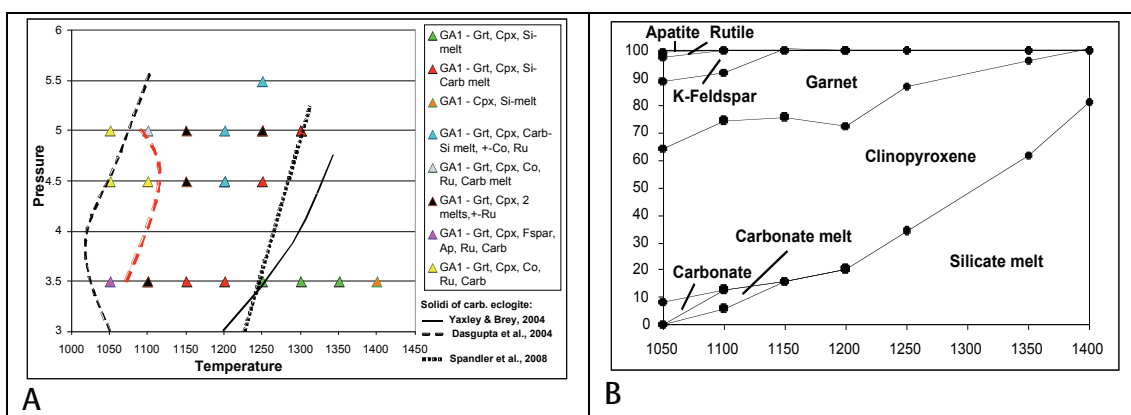 6
5.5
5
4.5
4
3.5
3
Pressure
1000 1050 1100 1150 1200 1250 1300 1350 1400 1450
Temperature
GA1 - Grt, Cpx, Si-
melt
GA1 - Grt, Cpx, Si-
Carb melt
GA1 - Cpx, Si-melt
GA1 - Grt, Cpx, Carb-
Si melt, +-Co, Ru
GA1 - Grt, Cpx, Co,
Ru, Carb melt
GA1 - Grt, Cpx, 2
melts,+-Ru
GA1 - Grt, Cpx, Fspar,
Ap, Ru, Carb
GA1 - Grt, Cpx, Co,
Ru, Carb
Solidi of carb. eclogite:
Yaxley & Brey, 2004
Dasgupta et al., 2004
Spandler et al., 2008
A
100
90
80
70
60
50
40
30
20
10
0
Apatite
Rutile
K-Feldspar
Garnet
Clinopyroxene
Carbonate melt
Carbonate
Silicate melt
1050 1100 1150 1200 1250 1300 1350 1400
B